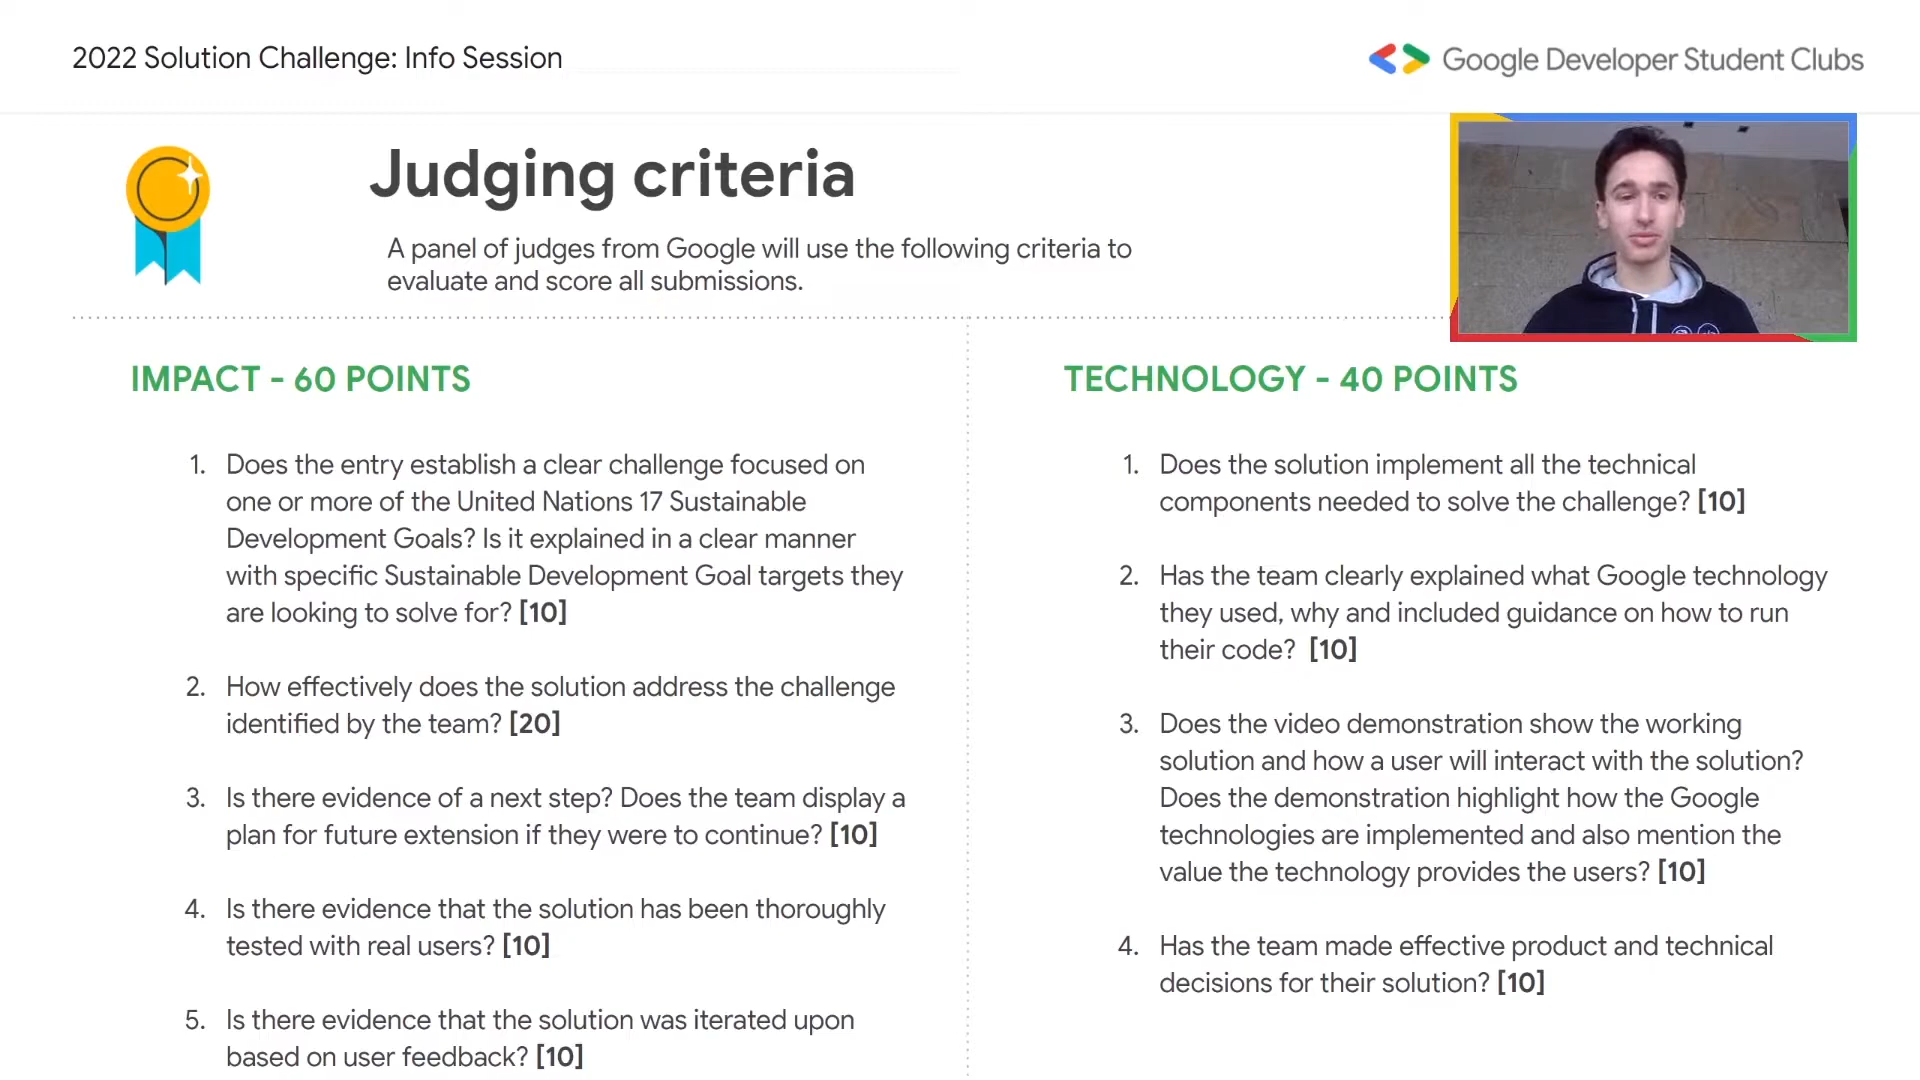 2022 Solution Challenge: Info Session
Google Developer Student Clubs
Judging criteria
A panel of judges from Google will use the following criteria to
evaluate and score all submissions.
IMPACT - 60 POINTS
1. Does the entry establish a clear challenge focused on
one or more of the United Nations 17 Sustainable
Development Goals? Is it explained in a clear manner
with specific Sustainable Development Goal targets they
are looking to solve for? [10]
2. How effectively does the solution address the challenge
identified by the team? [20]
3. Is there evidence of a next step? Does the team display a
plan for future extension if they were to continue? [10]
4. Is there evidence that the solution has been thoroughly
tested with real users? [10]
5. Is there evidence that the solution was iterated upon
based on user feedback? [10]
TECHNOLOGY - 40 POINTS
1. Does the solution implement all the technical
components needed to solve the challenge? [10]
2. Has the team clearly explained what Google technology
they used, why and included guidance on how to run
their code? [10]
3. Does the video demonstration show the working
solution and how a user will interact with the solution?
Does the demonstration highlight how the Google
technologies are implemented and also mention the
value the technology provides the users? [10]
4. Has the team made effective product and technical
decisions for their solution? [10]